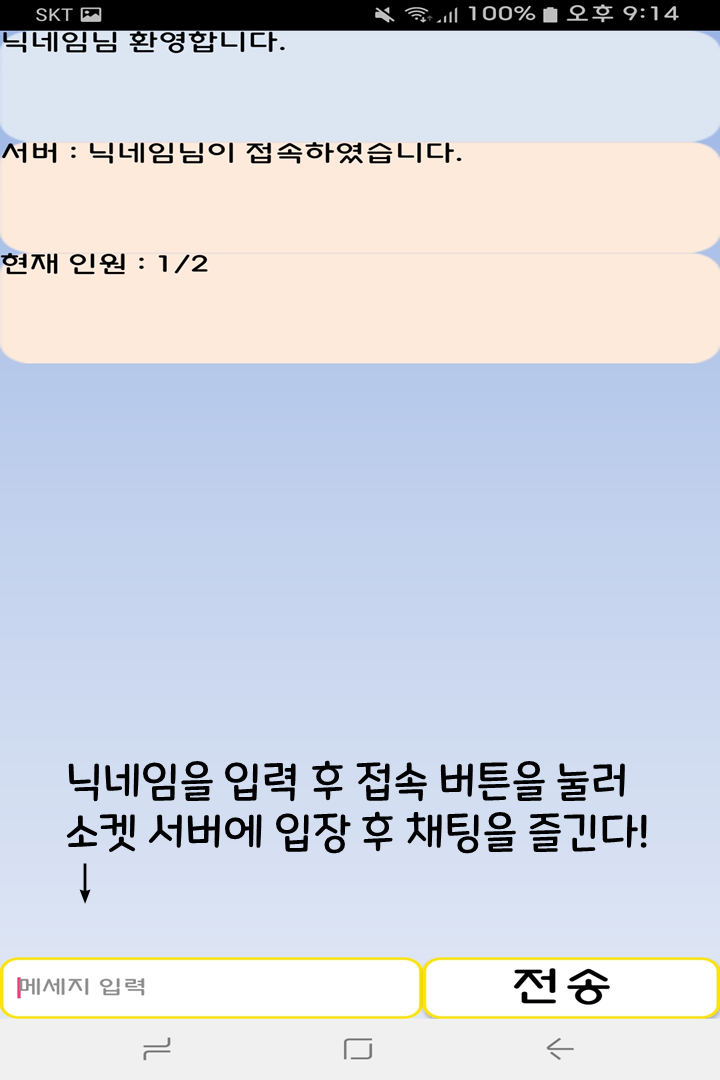 SKT 100% 오후 9:14
닉네임님 환영합니다.
서버 : 닉네임님이 접속하였습니다.
현재 인원 : 1/2
닉네임을 입력 후 접속 버튼을 눌러
소켓 서버에 입장 후 채팅을 즐긴다!
메세지 입력
전송